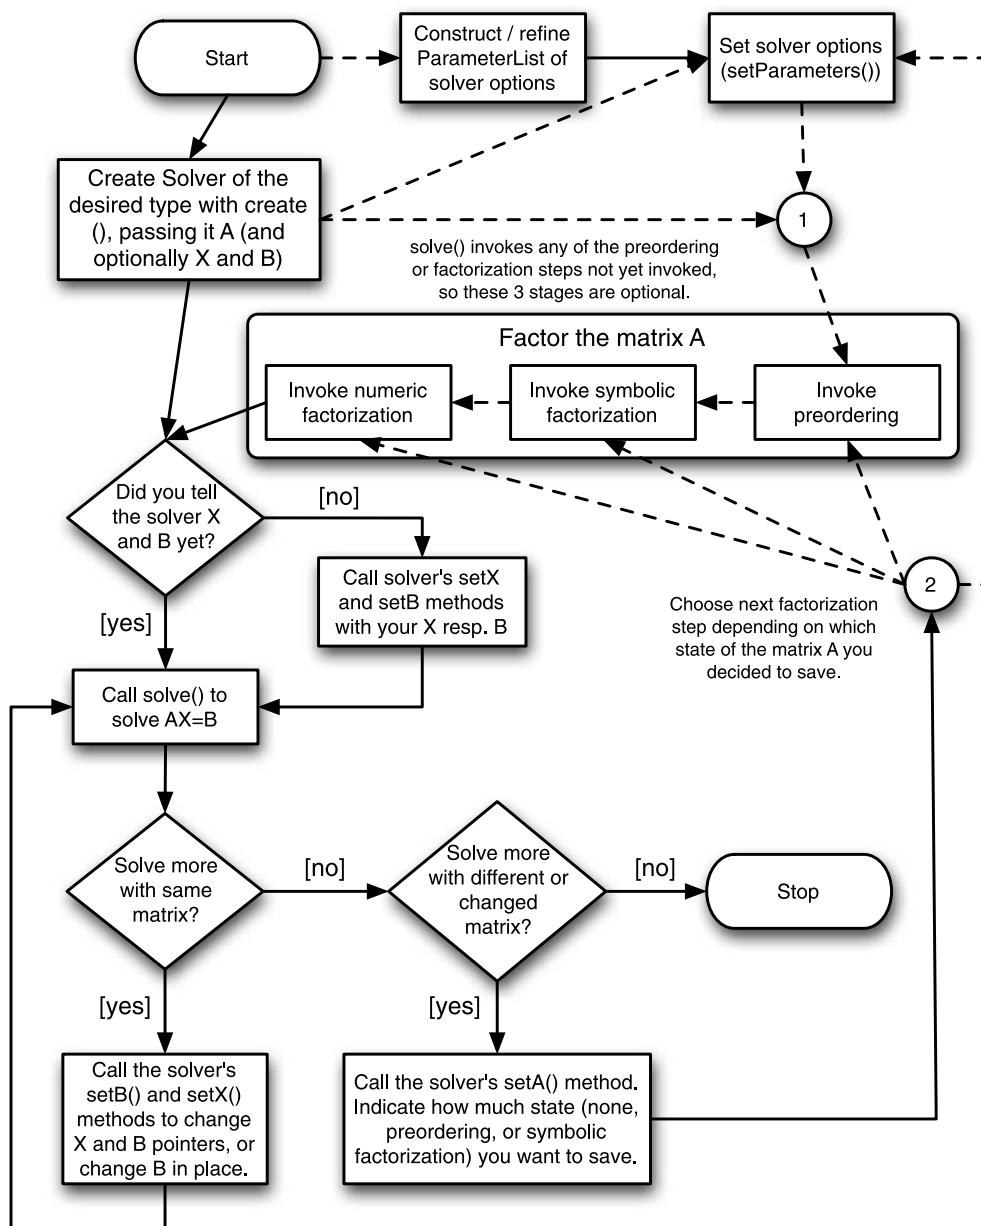 Start
Construct / refine
ParameterList of
solver options
Set solver options
(setParameters())
Create Solver of the
desired type with create
(), passing it A (and
optionally X and B)
1
solve() invokes any of the preordering
or factorization steps not yet invoked,
so these 3 stages are optional.
Factor the matrix A
Invoke numeric
factorization
Invoke symbolic
factorization
Invoke
preordering
Did you tell
the solver X
and B yet?
[no]
[yes]
Call solver's setX
and setB methods
with your X resp. B
2
Choose next factorization
step depending on which
state of the matrix A you
decided to save.
Call solve() to
solve AX=B
Solve more
with same
matrix?
[no]
[yes]
Solve more
with different or
changed
matrix?
[no]
[yes]
Stop
Call the solver's
setB() and setX()
methods to change
X and B pointers, or
change B in place.
Call the solver's setA() method.
Indicate how much state (none,
preordering, or symbolic
factorization) you want to save.